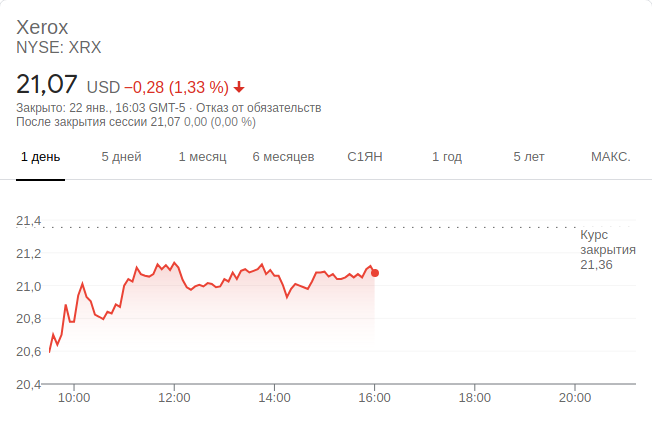 Xerox
NYSE: XRX
21,07 USD −0,28 (1,33 %)
Закрыто: 22 янв., 16:03 GMT-5 · Отказ от обязательств
После закрытия сессии 21,07 0,00 (0,00 %)
1 день 5 дней 1 месяц 6 месяцев С1ЯН 1 год 5 лет МАКС.
21,4
Курс
закрытия
21,36
21,2
21,0
20,8
20,6
20,4
10:00 12:00 14:00 16:00 18:00 20:00